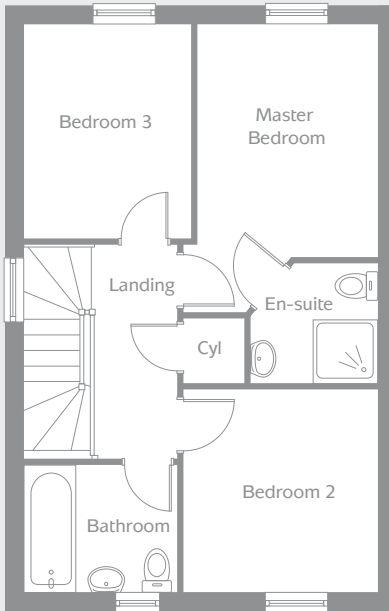 Bedroom 3
Master
Bedroom
Landing
En-suite
Cyl
Bedroom 2
Bathroom